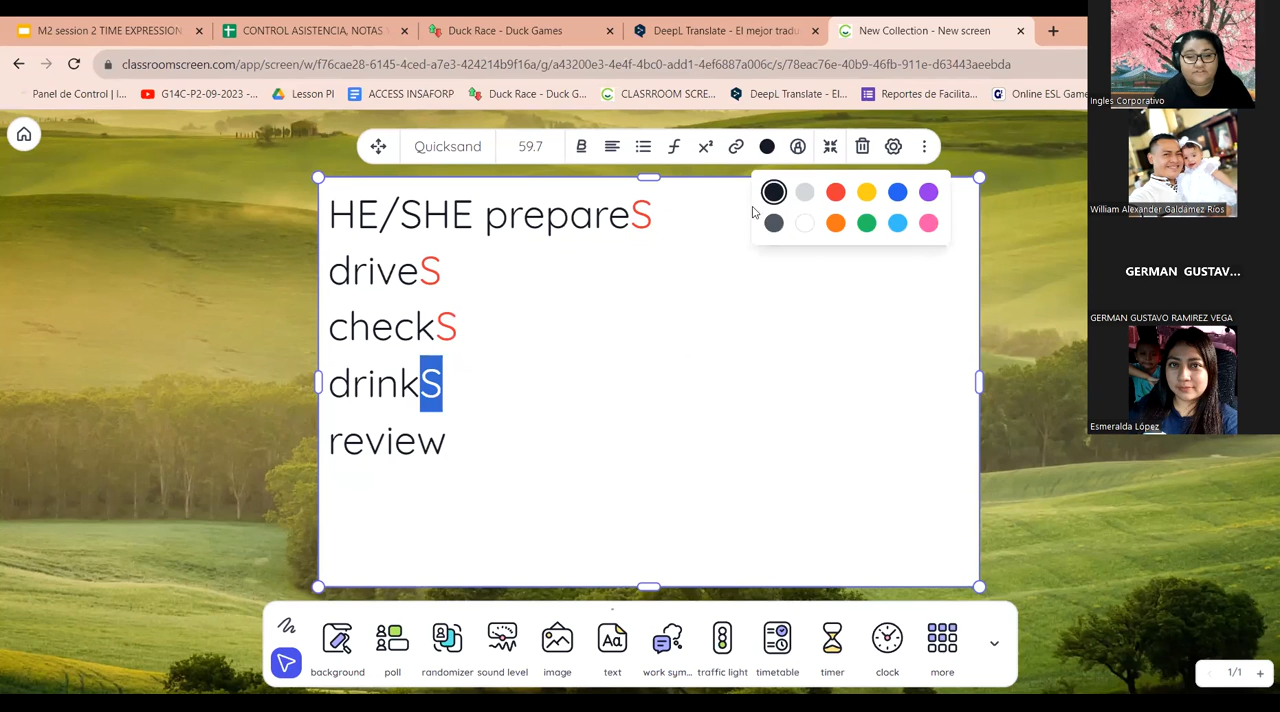 M2 session 2 TIME EXPRESSION
CONTROL ASISTENCIA, NOTAS
Duck Race - Duck Games
DeepL Translate - El mejor tradu
New Collection - New screen
classroomscreen.com/app/screen/w/f76cae28-6145-4ced-a7e3-424214b9f16a/g/a43200e3-4e4f-4bc0-add1-4ef6887a006c/s/78eac76e-40b9-46fb-911e-d63443aeebda
Panel de Control | I...
G14C-P2-09-2023 -...
Lesson PI
ACCESS DESAFOR...
Duck Race - Duck G...
CLASRROOM SCRE...
DeepL Translate - El...
Reportes de Facilita...
Online ESL Game
Quicksand
59.7
HE/SHE prepareS
driveS
checkS
drinkS
review
background
poll
randomizer
sound level
image
text
work sym...
traffic light
timetable
timer
clock
more
1/1
Ingles Corporativo
William Alexander Galdamez Rios
GERMAN GUSTAV...
GERMAN GUSTAVO RAMIREZ VEGA
Esmeralda López